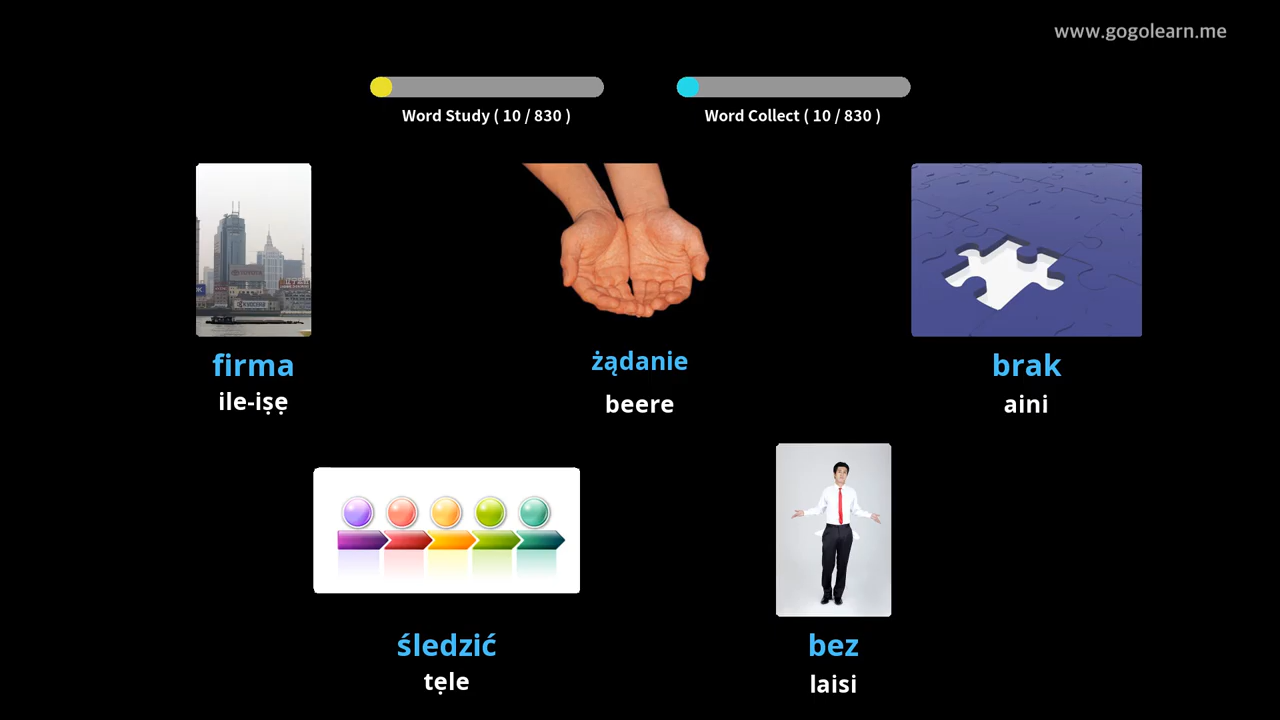 www.gogolearn.me
Word Study ( 10 / 830 )
Word Collect ( 10 / 830 )
TOYOTA
firma
ile-iṣẹ
żądanie
beere
brak
aini
śledzić
tẹle
bez
laisi